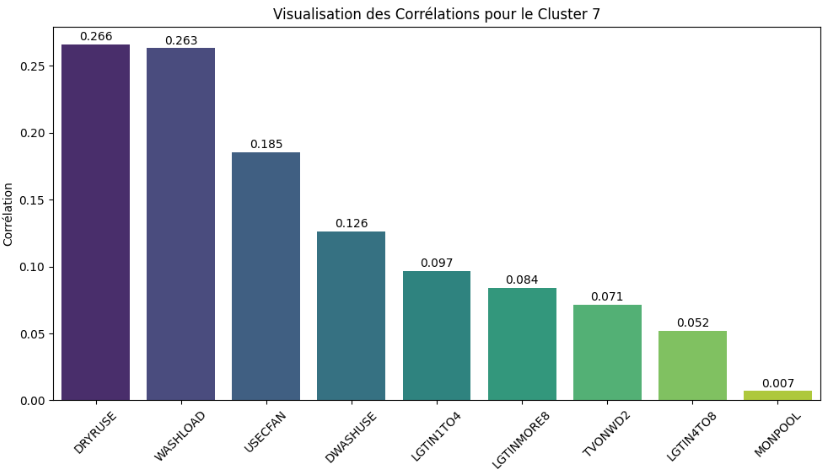 Visualisation des Corrélations pour le Cluster 7
Corrélation
0.25
0.20
0.15
0.10
0.05
0.00
0.266
0.263
0.185
0.126
0.097
0.084
0.071
0.052
0.007
DRYRUSE
WASHLOAD
USECFAN
DWASHUSE
LGTIN1TO4
LGTINMORE8
TVONWD2
LGTIN4TO8
MONPOOL